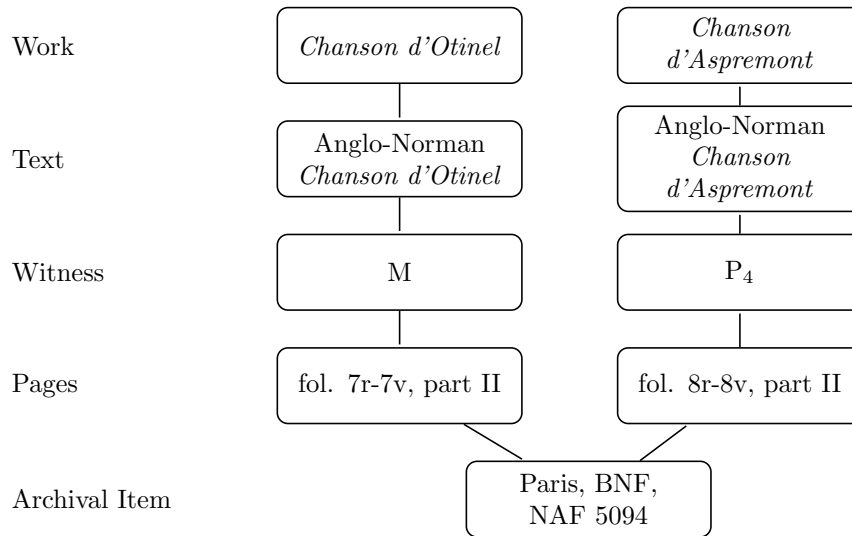 Work
Chanson d'Otinel
Chanson
d'Aspremont
Text
Anglo-Norman
Chanson d'Otinel
Anglo-Norman
Chanson
d'Aspremont
Witness
M
P₄
Pages
fol. 7r-7v, part II
fol. 8r-8v, part II
Archival Item
Paris, BNF,
NAF 5094